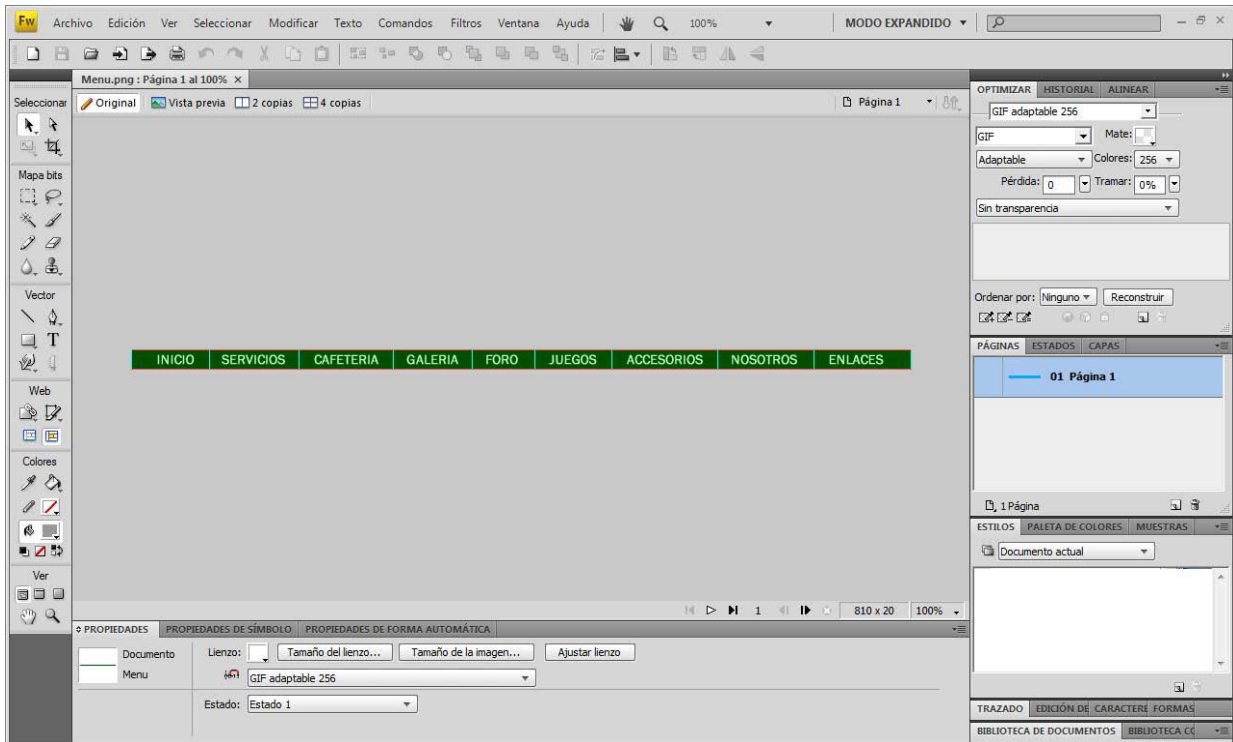 Fw Archivo Edición Ver Seleccionar Modificar Texto Comandos Filtros Ventana Ayuda 100% MODO EXPANDIDO
Menu.png : Página 1 al 100% ×
Original Vista previa 2 copias 4 copias Página 1
Seleccionar
Mapa bits
Vector
Web
Colores
Ver
INICIO SERVICIOS CAFETERIA GALERIA FORO JUEGOS ACCESORIOS NOSOTROS ENLACES
1 810 x 20 100%
PROPIEDADES PROPIEDADES DE SÍMBOLO PROPIEDADES DE FORMA AUTOMÁTICA
Documento Lienzo: Tamaño del lienzo... Tamaño de la imagen... Ajustar lienzo
Menu GIF adaptable 256
Estado: Estado 1
OPTIMIZAR HISTORIAL ALINEAR
GIF adaptable 256
GIF Mate:
Adaptable Colores: 256
Pérdida: 0 Tramar: 0%
Sin transparencia
Ordenar por: Ninguno Reconstruir
PÁGINAS ESTADOS CAPAS
01 Página 1
1 Página
ESTILOS PALETA DE COLORES MUESTRAS
Documento actual
TRAZADO EDICIÓN DE CARACTERE FORMAS
BIBLIOTECA DE DOCUMENTOS BIBLIOTECA CO